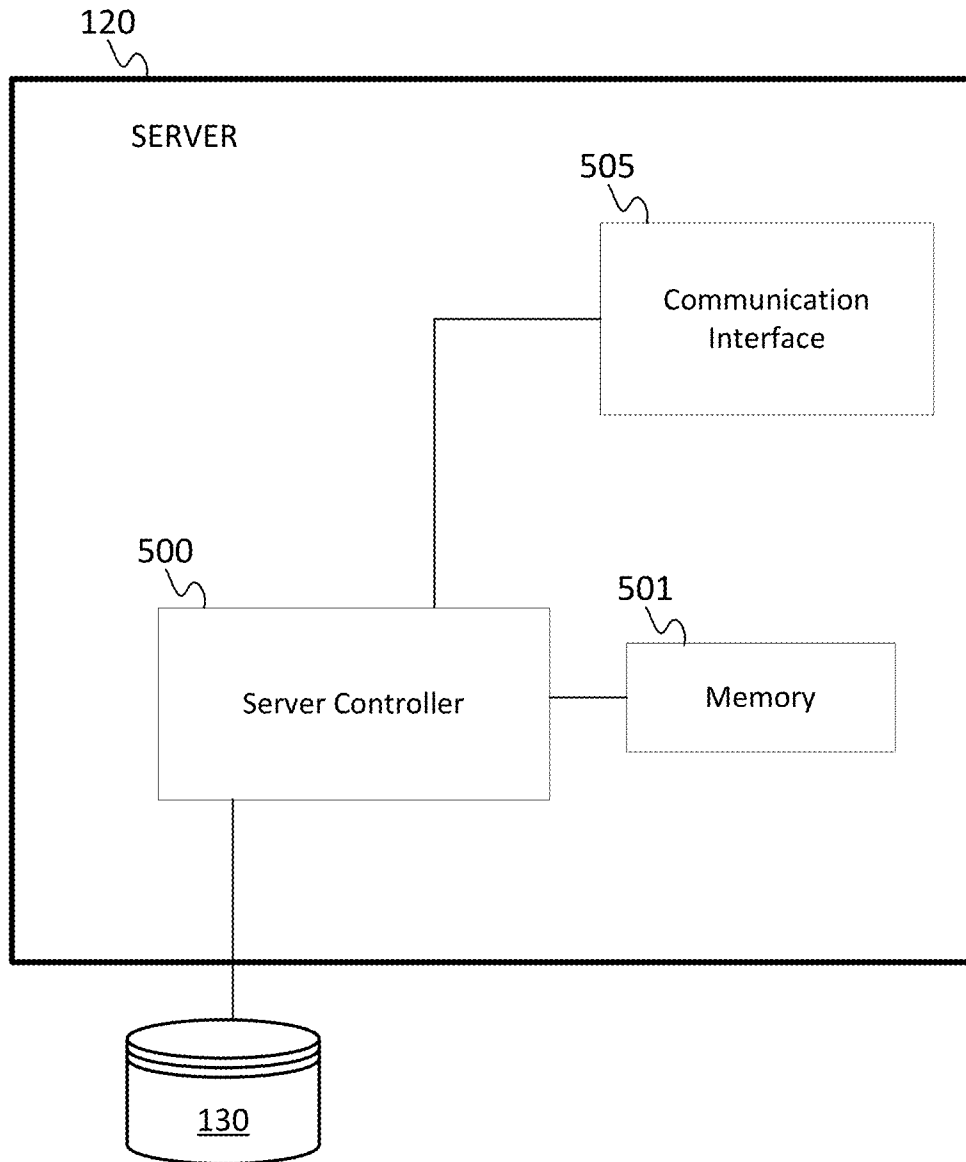 120
SERVER
505
Communication
Interface
500
501
Server Controller
Memory
130